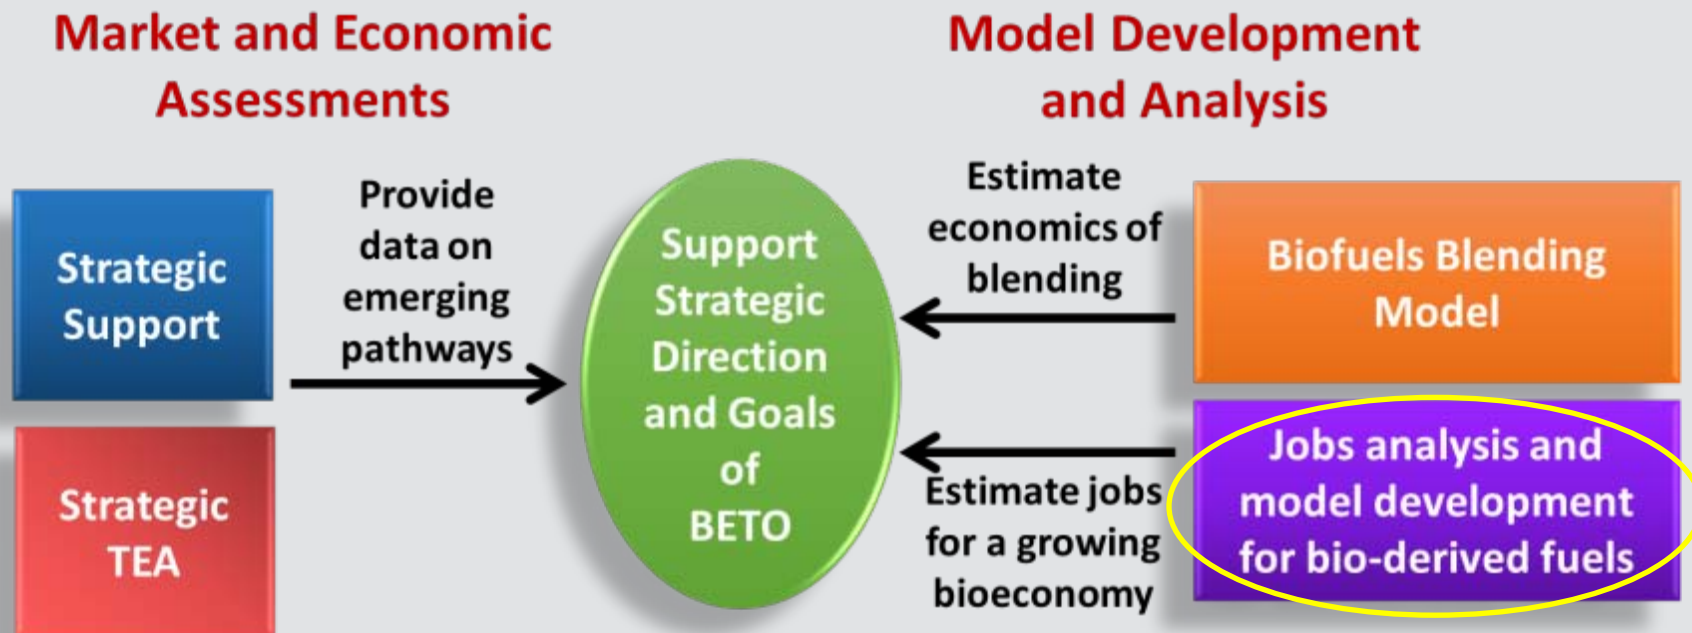 Market and Economic
Assessments
Model Development
and Analysis
Strategic
Support
Strategic
TEA
Provide
data on
emerging
pathways
Support
Strategic
Direction
and Goals
of
BETO
Estimate
economics of
blending
Estimate jobs
for a growing
bioeconomy
Biofuels Blending
Model
Jobs analysis and
model development
for bio-derived fuels